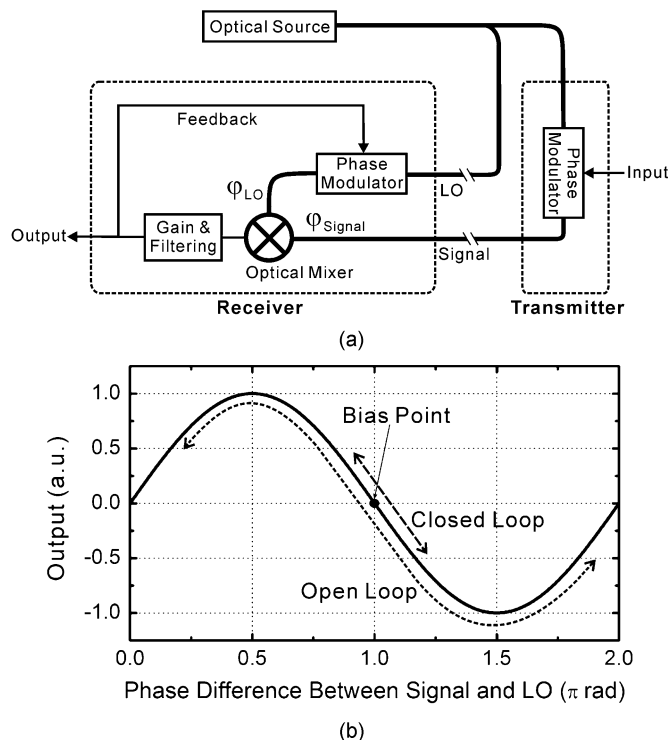 Optical Source
Feedback
Phase
Modulator
Phase
Modulator
Input
φLO
LO
φSignal
Output
Gain &
Filtering
Optical Mixer
Signal
Receiver
Transmitter
(a)
1.0
0.5
0.0
-0.5
-1.0
Output (a.u.)
Bias Point
Closed Loop
Open Loop
0.0 0.5 1.0 1.5 2.0
Phase Difference Between Signal and LO (π rad)
(b)